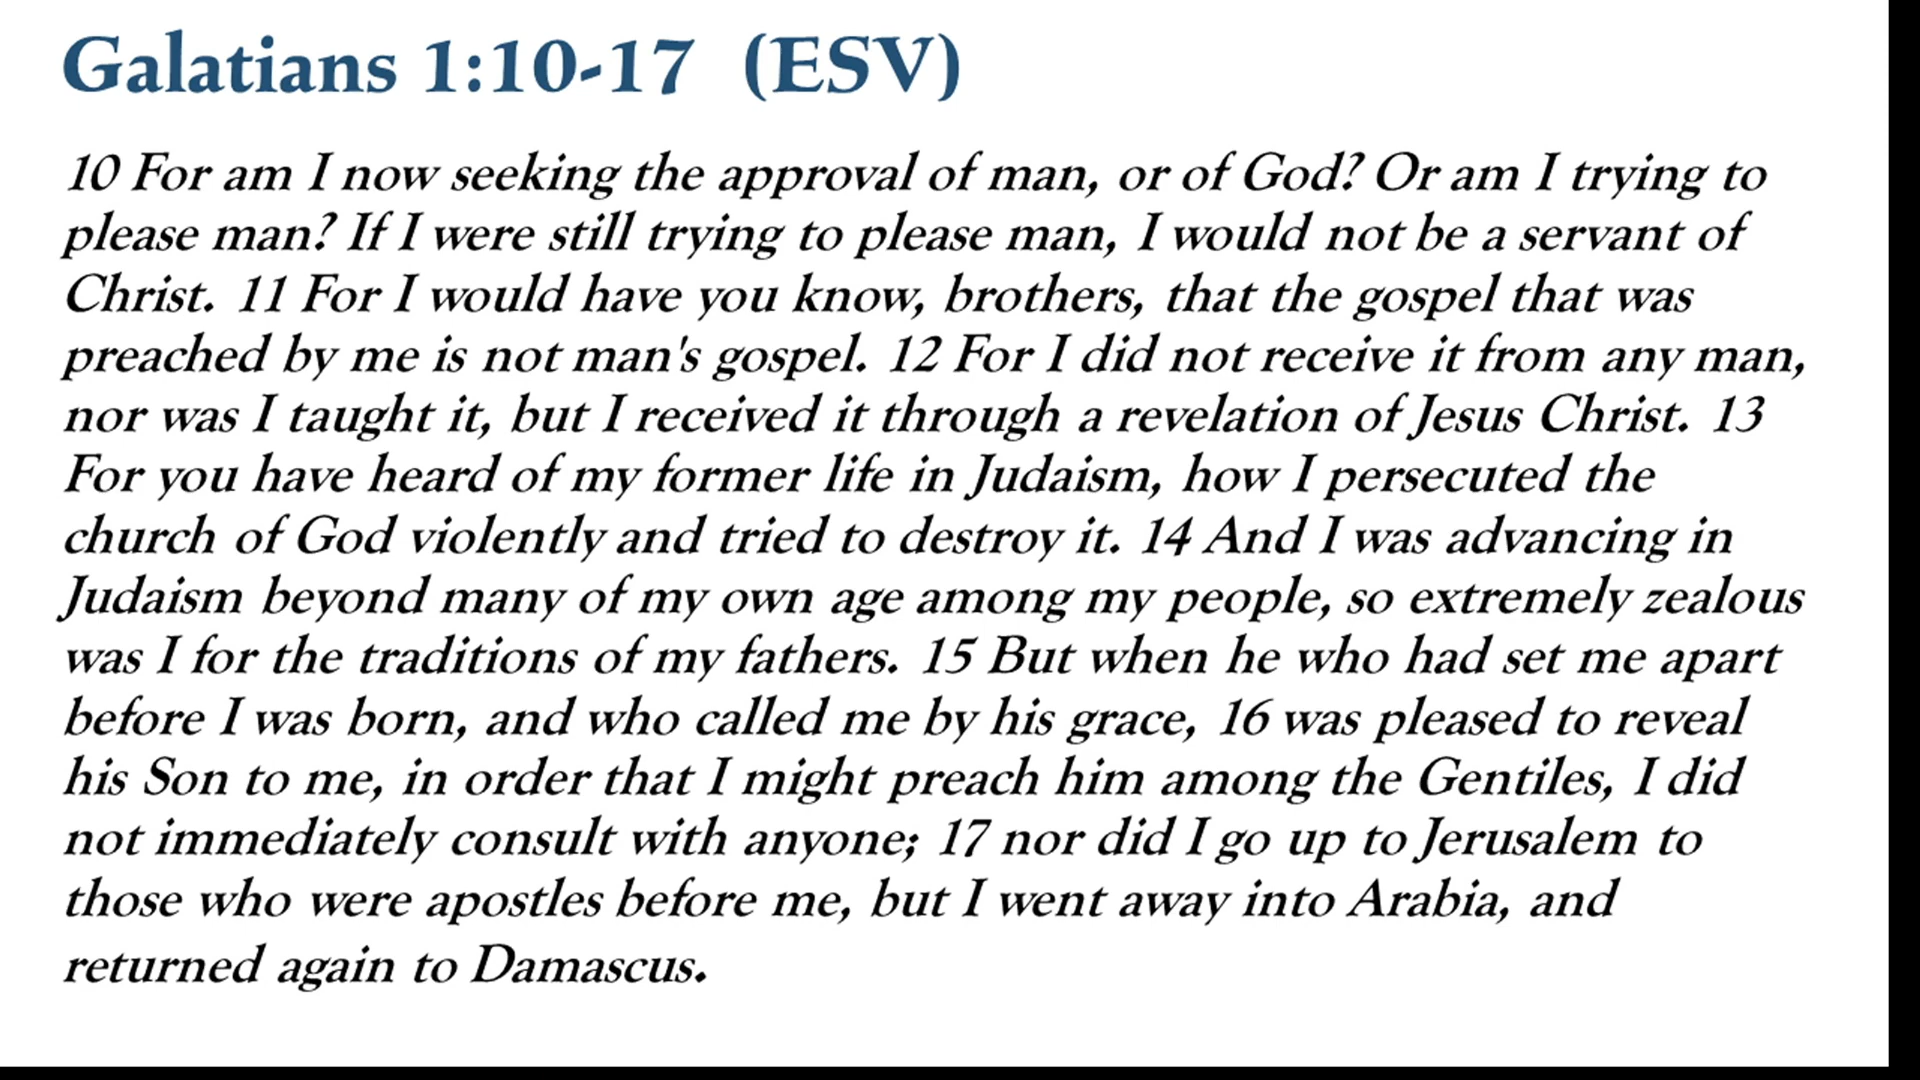 Galatians 1:10-17 (ESV)
10 For am I now seeking the approval of man, or of God? Or am I trying to
please man? If I were still trying to please man, I would not be a servant of
Christ. 11 For I would have you know, brothers, that the gospel that was
preached by me is not man's gospel. 12 For I did not receive it from any man,
nor was I taught it, but I received it through a revelation of Jesus Christ. 13
For you have heard of my former life in Judaism, how I persecuted the
church of God violently and tried to destroy it. 14 And I was advancing in
Judaism beyond many of my own age among my people, so extremely zealous
was I for the traditions of my fathers. 15 But when he who had set me apart
before I was born, and who called me by his grace, 16 was pleased to reveal
his Son to me, in order that I might preach him among the Gentiles, I did
not immediately consult with anyone; 17 nor did I go up to Jerusalem to
those who were apostles before me, but I went away into Arabia, and
returned again to Damascus.